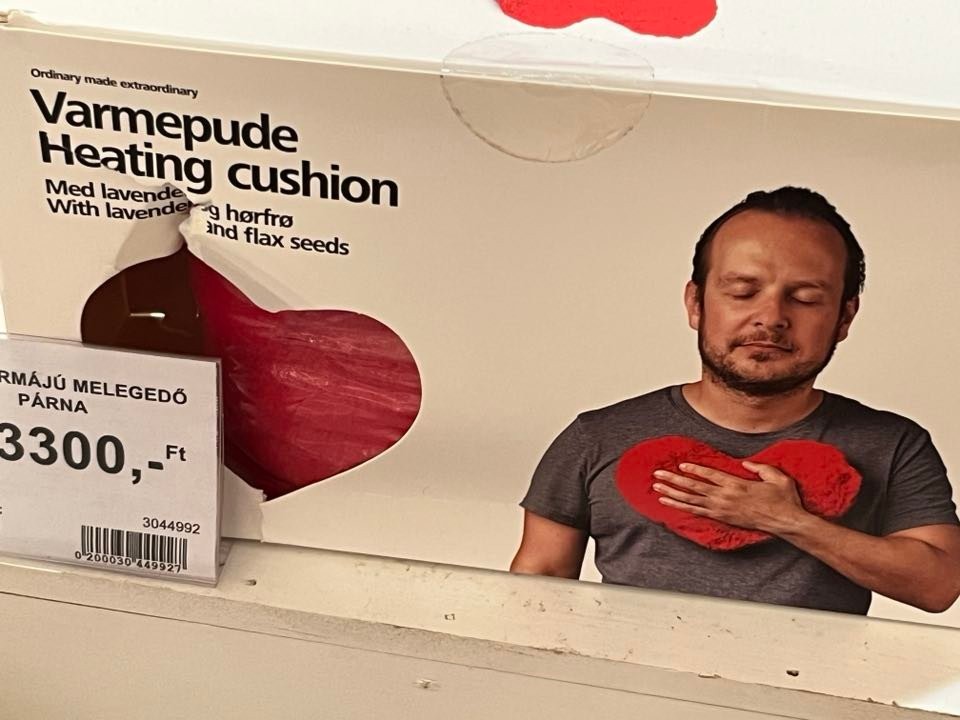 Ordinary made extraordinary
Varmepude
Heating cushion
Med lavende g hørfrø
With lavende and flax seeds
RMÁJÚ MELEGEDŐ
PÁRNA
3300,-Ft
3044992
0 200030 449927